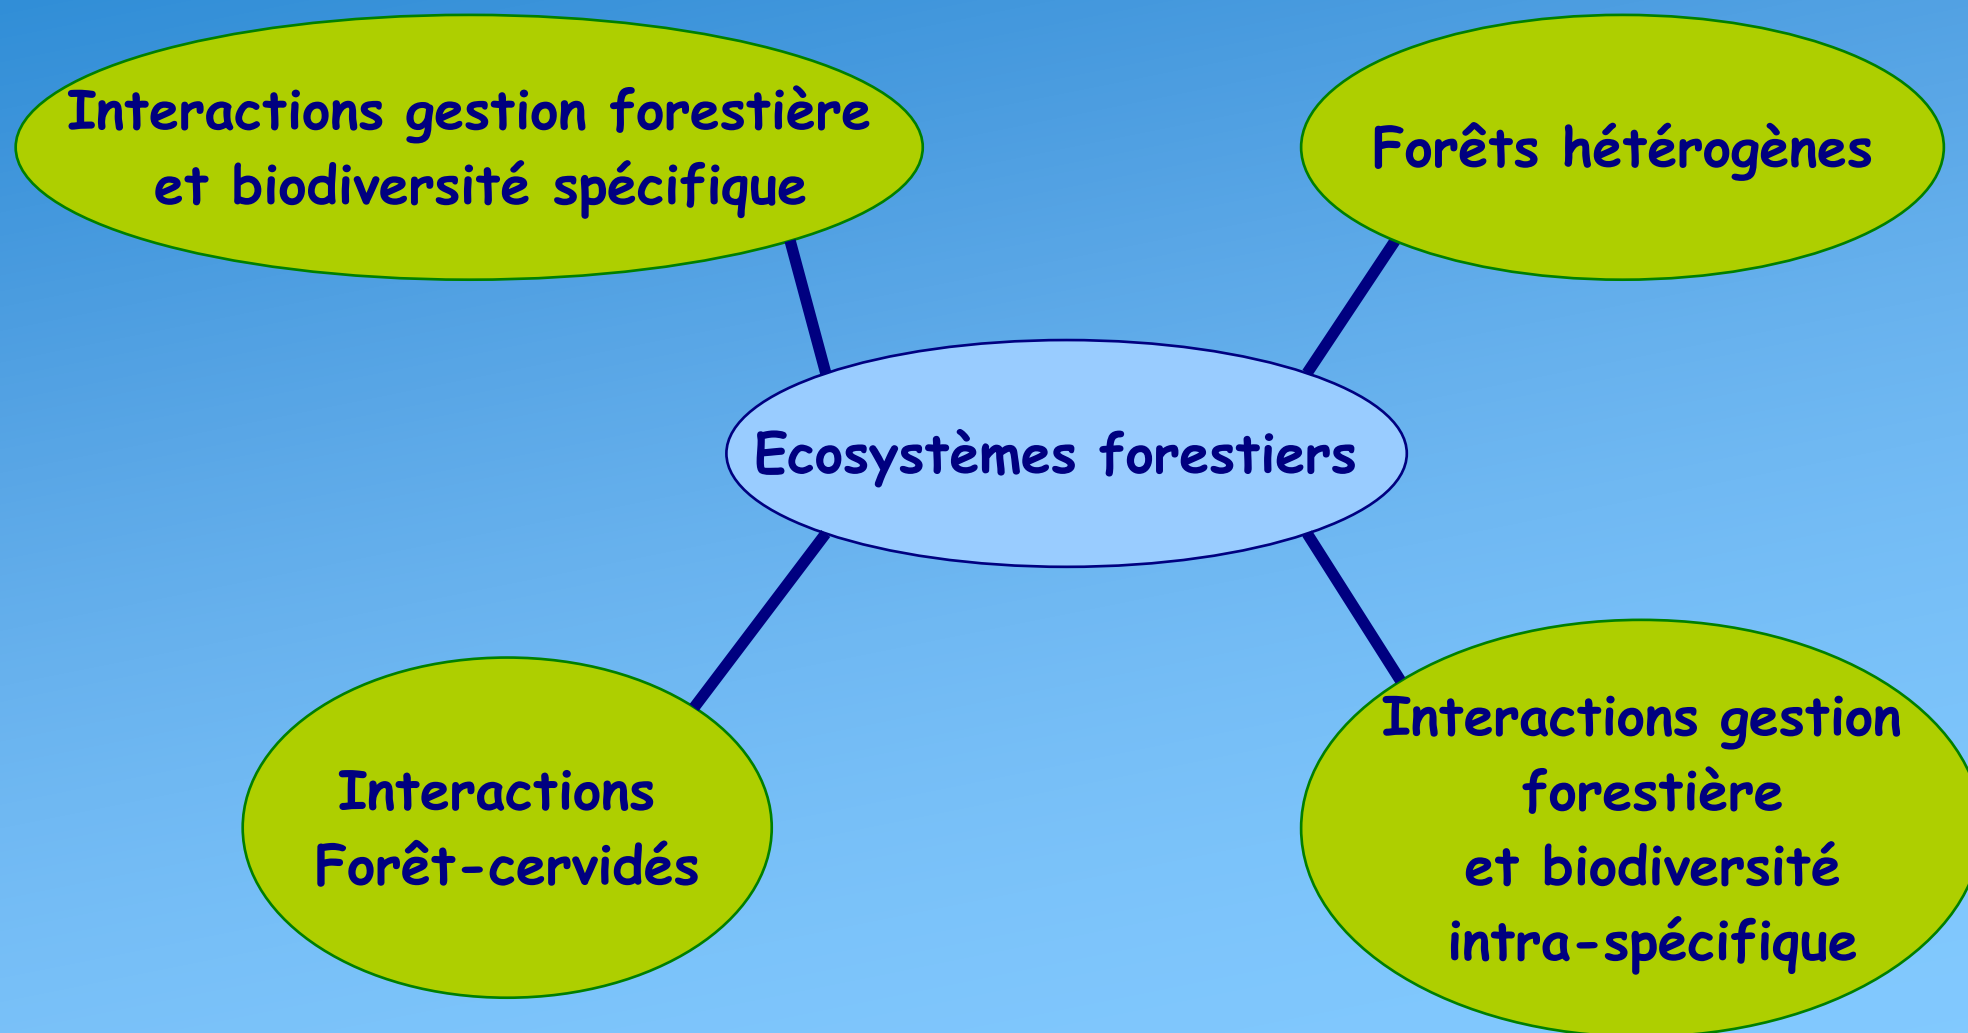 Interactions gestion forestière
et biodiversité spécifique
Forêts hétérogènes
Ecosystèmes forestiers
Interactions
Forêt-cervidés
Interactions gestion
forestière
et biodiversité
intra-spécifique